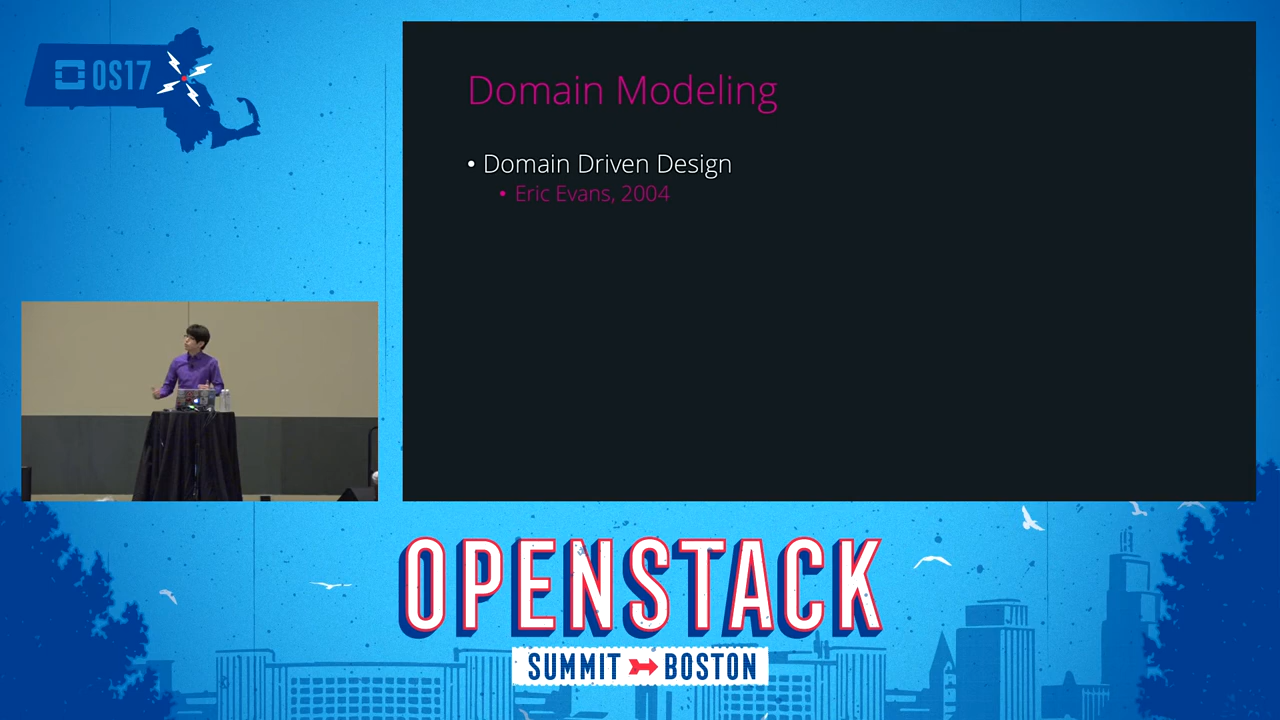 OS17
Domain Modeling
• Domain Driven Design
• Eric Evans, 2004
OPENSTACK
SUMMIT BOSTON